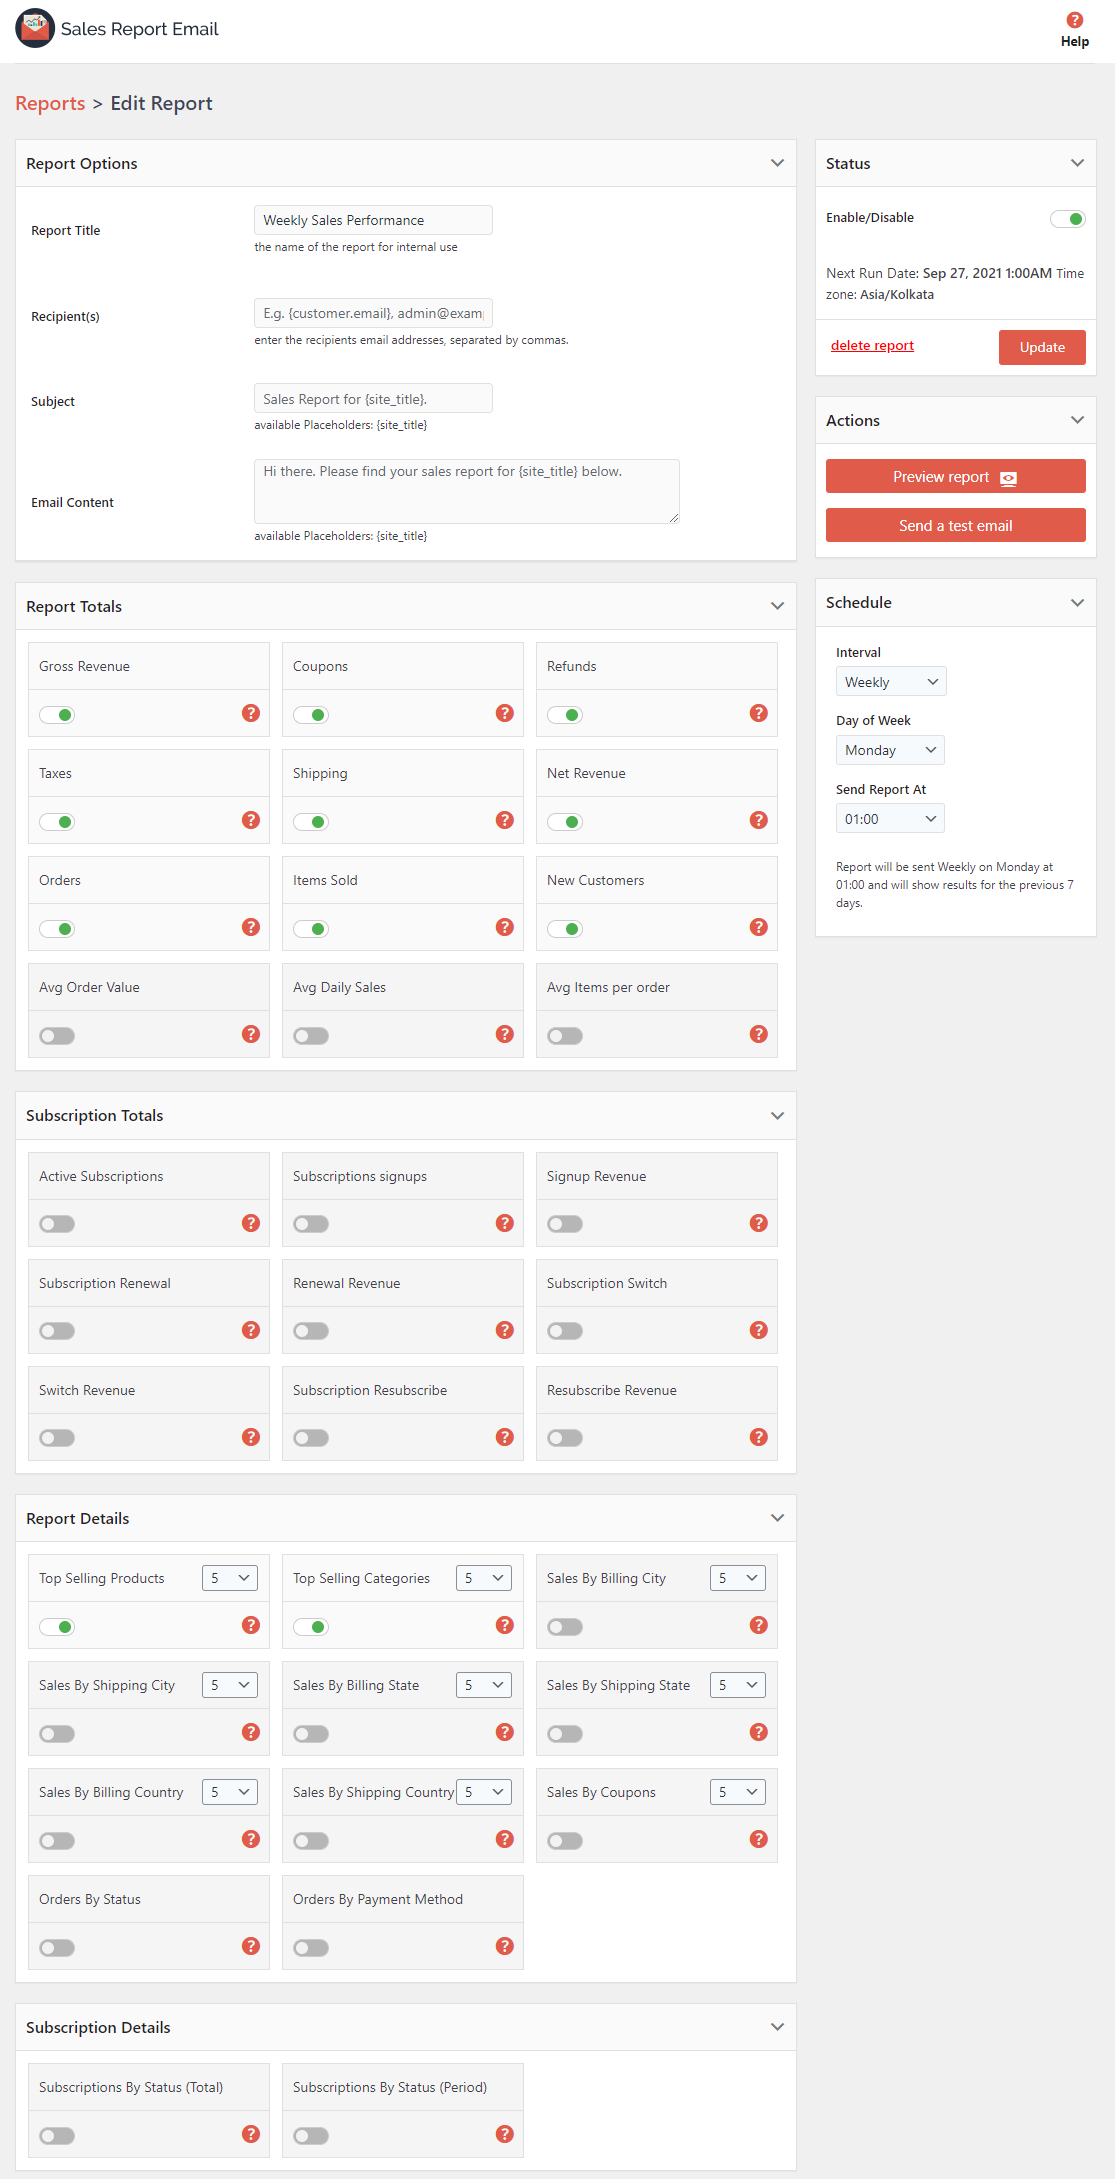 Sales Report Email
Help
Reports > Edit Report
Report Options
Report Title
Weekly Sales Performance
the name of the report for internal use
Recipient(s)
E.g. {customer.email}, admin@exam
enter the recipients email addresses, separated by commas.
Subject
Sales Report for {site_title}.
available Placeholders: {site_title}
Email Content
Hi there. Please find your sales report for {site_title} below.
available Placeholders: {site_title}
Status
Enable/Disable
Next Run Date: Sep 27, 2021 1:00AM Time
zone: Asia/Kolkata
delete report
Update
Actions
Preview report
Send a test email
Schedule
Interval
Weekly
Day of Week
Monday
Send Report At
01:00
Report will be sent Weekly on Monday at
01:00 and will show results for the previous 7
days.
Report Totals
Gross Revenue
Coupons
Refunds
Taxes
Shipping
Net Revenue
Orders
Items Sold
New Customers
Avg Order Value
Avg Daily Sales
Avg Items per order
Subscription Totals
Active Subscriptions
Subscriptions signups
Signup Revenue
Subscription Renewal
Renewal Revenue
Subscription Switch
Switch Revenue
Subscription Resubscribe
Resubscribe Revenue
Report Details
Top Selling Products 5
Top Selling Categories 5
Sales By Billing City 5
Sales By Shipping City 5
Sales By Billing State 5
Sales By Shipping State 5
Sales By Billing Country 5
Sales By Shipping Country 5
Sales By Coupons 5
Orders By Status
Orders By Payment Method
Subscription Details
Subscriptions By Status (Total)
Subscriptions By Status (Period)